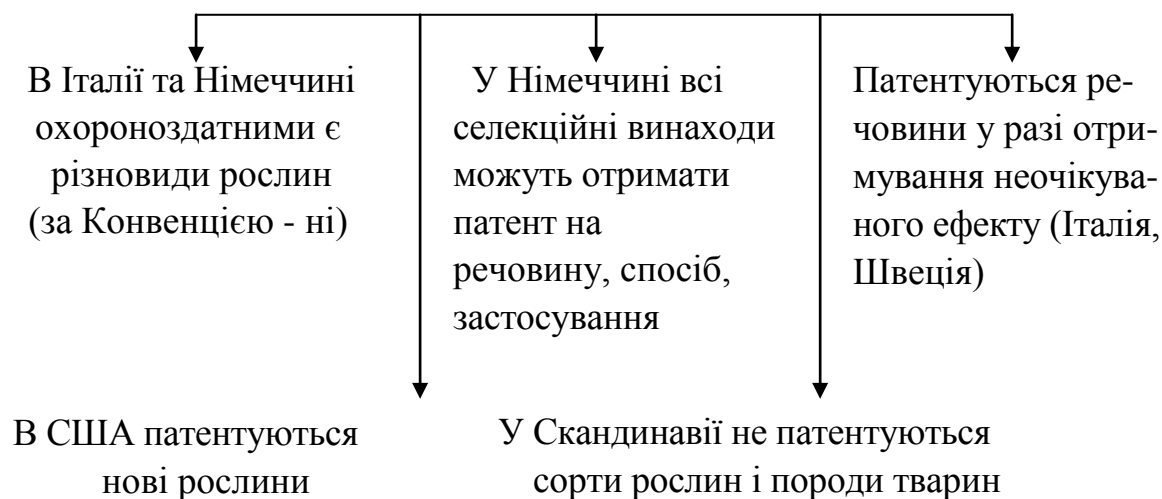 В Італії та Німеччині
охороноздатними є
різновиди рослин
(за Конвенцією - ні)
У Німеччині всі
селекційні винаходи
можуть отримати
патент на
речовину, спосіб,
застосування
Патентуються ре-
човини у разі отри-
мування неочікува-
ного ефекту (Італія,
Швеція)
В США патентуються
нові рослини
У Скандинавії не патентуються
сорти рослин і породи тварин